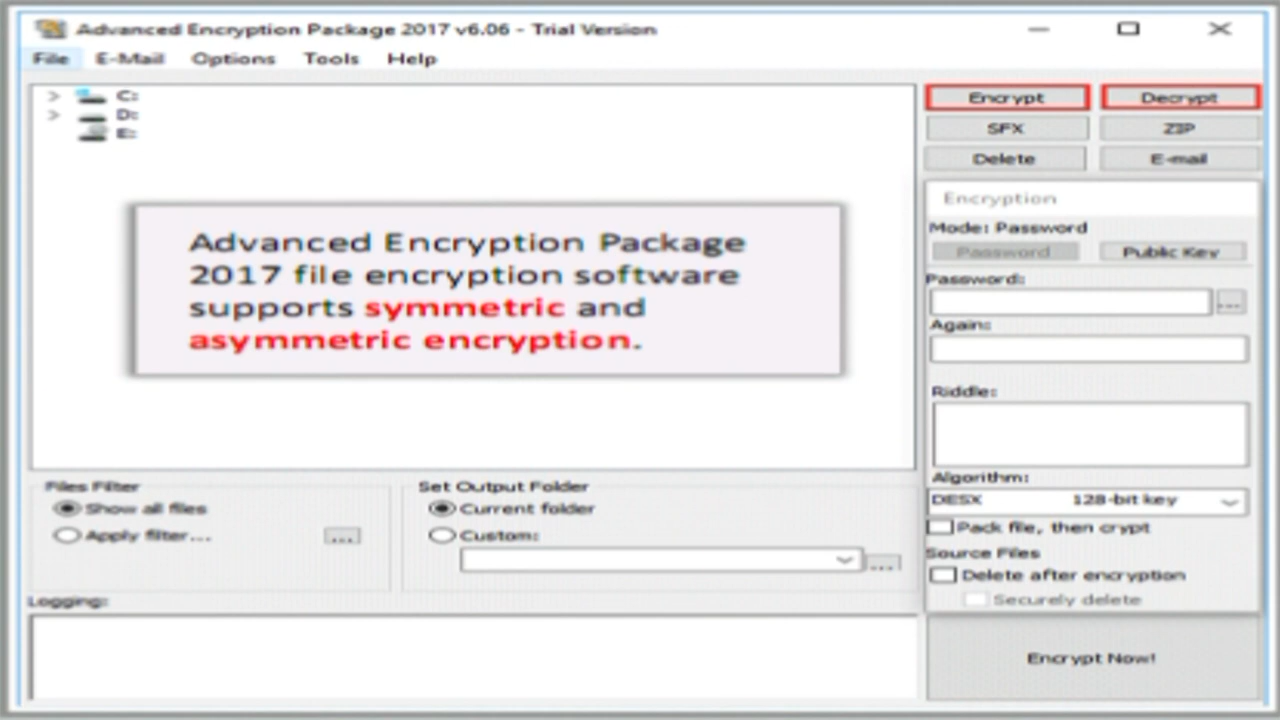 Advanced Encryption Package 2017 v6.06 - Trial Version
File E-Mail Options Tools Help
C:
D:
E:
Advanced Encryption Package
2017 file encryption software
supports symmetric and
asymmetric encryption.
Files Filter
Show all files
Apply filter...
...
Set Output Folder
Current folder
Custom:
...
Logging:
Encrypt Decrypt
SFX ZIP
Delete E-mail
Encryption
Mode: Password
Password Public Key
Password:
...
Again:
Riddle:
Algorithm:
DESX 128-bit key
Pack file, then crypt
Source Files
Delete after encryption
Securely delete
Encrypt Now!